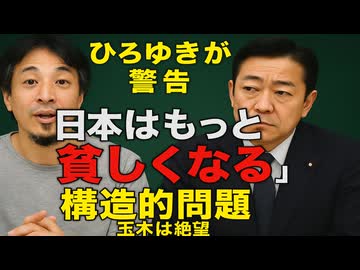 ひろゆきが
警告
日本はもっと
貧しくなる」
構造的問題
玉木は絶望